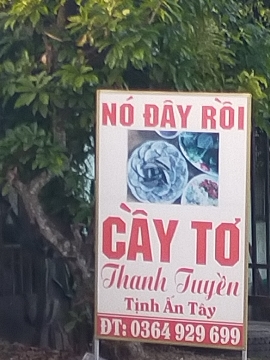 NÓ ĐÂY RỒI
CẦY TƠ
Thanh Tuyền
Tịnh Ấn Tây
ĐT: 0364 929 699